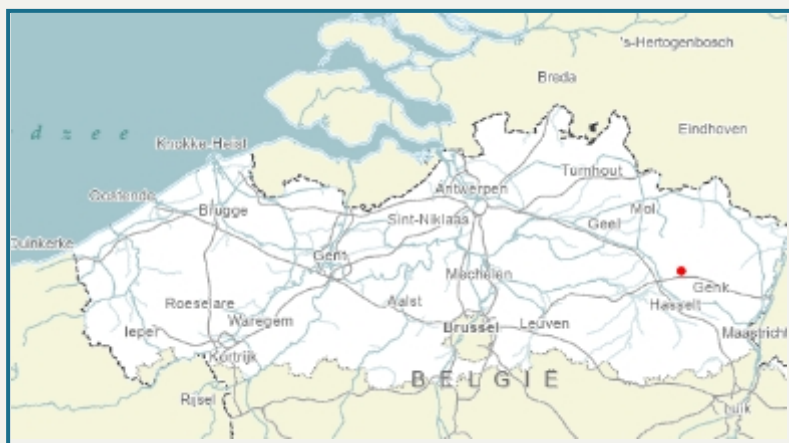 's-Hertogenbosch
Breda
dzee
Eindhoven
Knokke-Heist
Turnhout
Antwerpen
Oostende
Mol
Brugge
Sint-Niklaas
Geel
Duinkerke
Gent
Mechelen
Genk
Roeselare
Aalst
Hasselt
Waregem
Brussel
Leuven
Ieper
Maastricht
Kortrijk
BELGIË
Rijsel
Luik